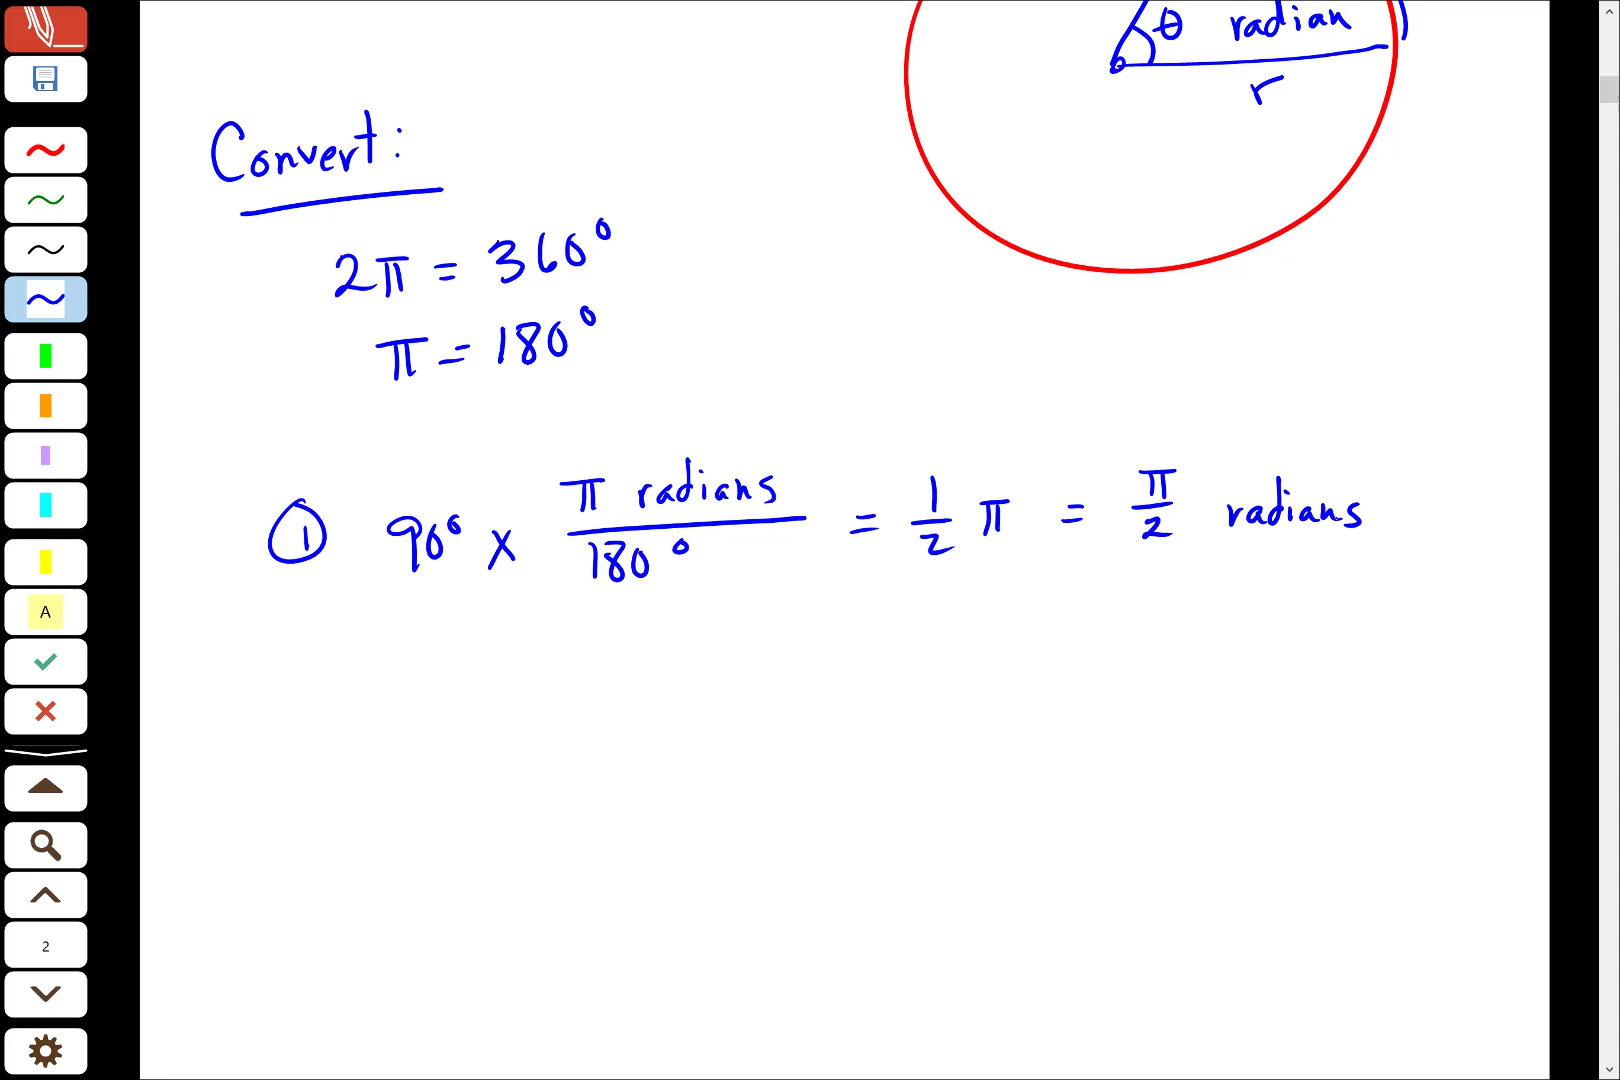 θ radian
r
Convert:
2π = 360°
π = 180°
① 90° × π radians / 180° = 1/2 π = π/2 radians
A
2